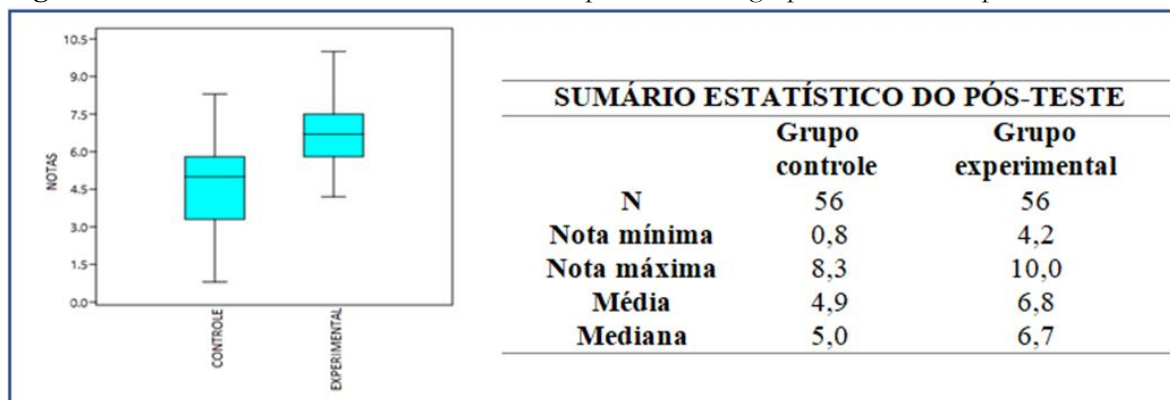 10.5
9.0
7.5
6.0
4.5
3.0
1.5
0.0
NOTAS
CONTROLE
EXPERIMENTAL
SUMÁRIO ESTATÍSTICO DO PÓS-TESTE
Grupo controle Grupo experimental
N 56 56
Nota mínima 0,8 4,2
Nota máxima 8,3 10,0
Média 4,9 6,8
Mediana 5,0 6,7